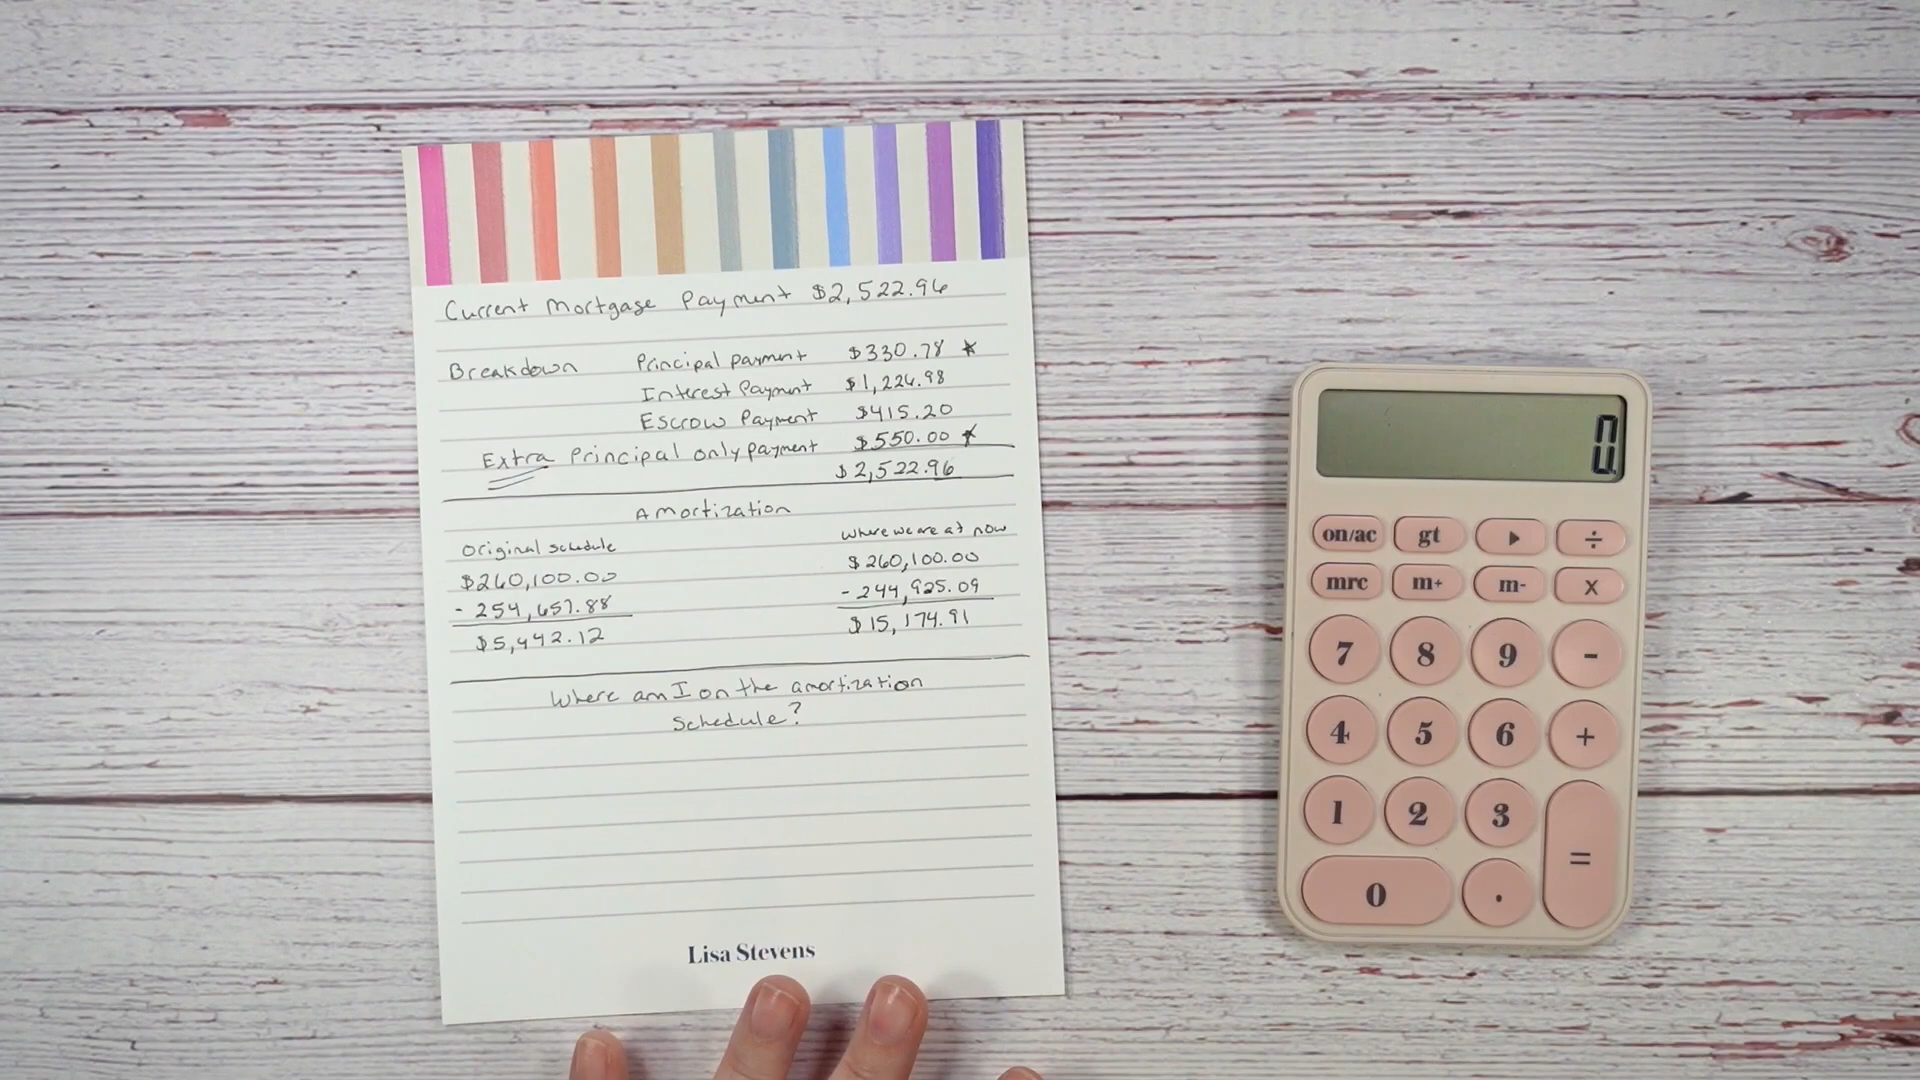 Current Mortgage Payment $2,522.96
Breakdown Principal payment $330.78 *
Interest Payment $1,226.98
Escrow Payment $415.20
Extra Principal only payment $550.00 *
$2,522.96
Amortization
Original schedule
$260,100.00
- 254,657.88
$5,442.12
Where we are at now
$260,100.00
- 244,925.09
$15,174.91
Where am I on the amortization
Schedule?
Lisa Stevens
0
on/ac gt ▶ ÷
mrc m+ m- x
7 8 9 -
4 5 6 +
1 2 3
0 . =